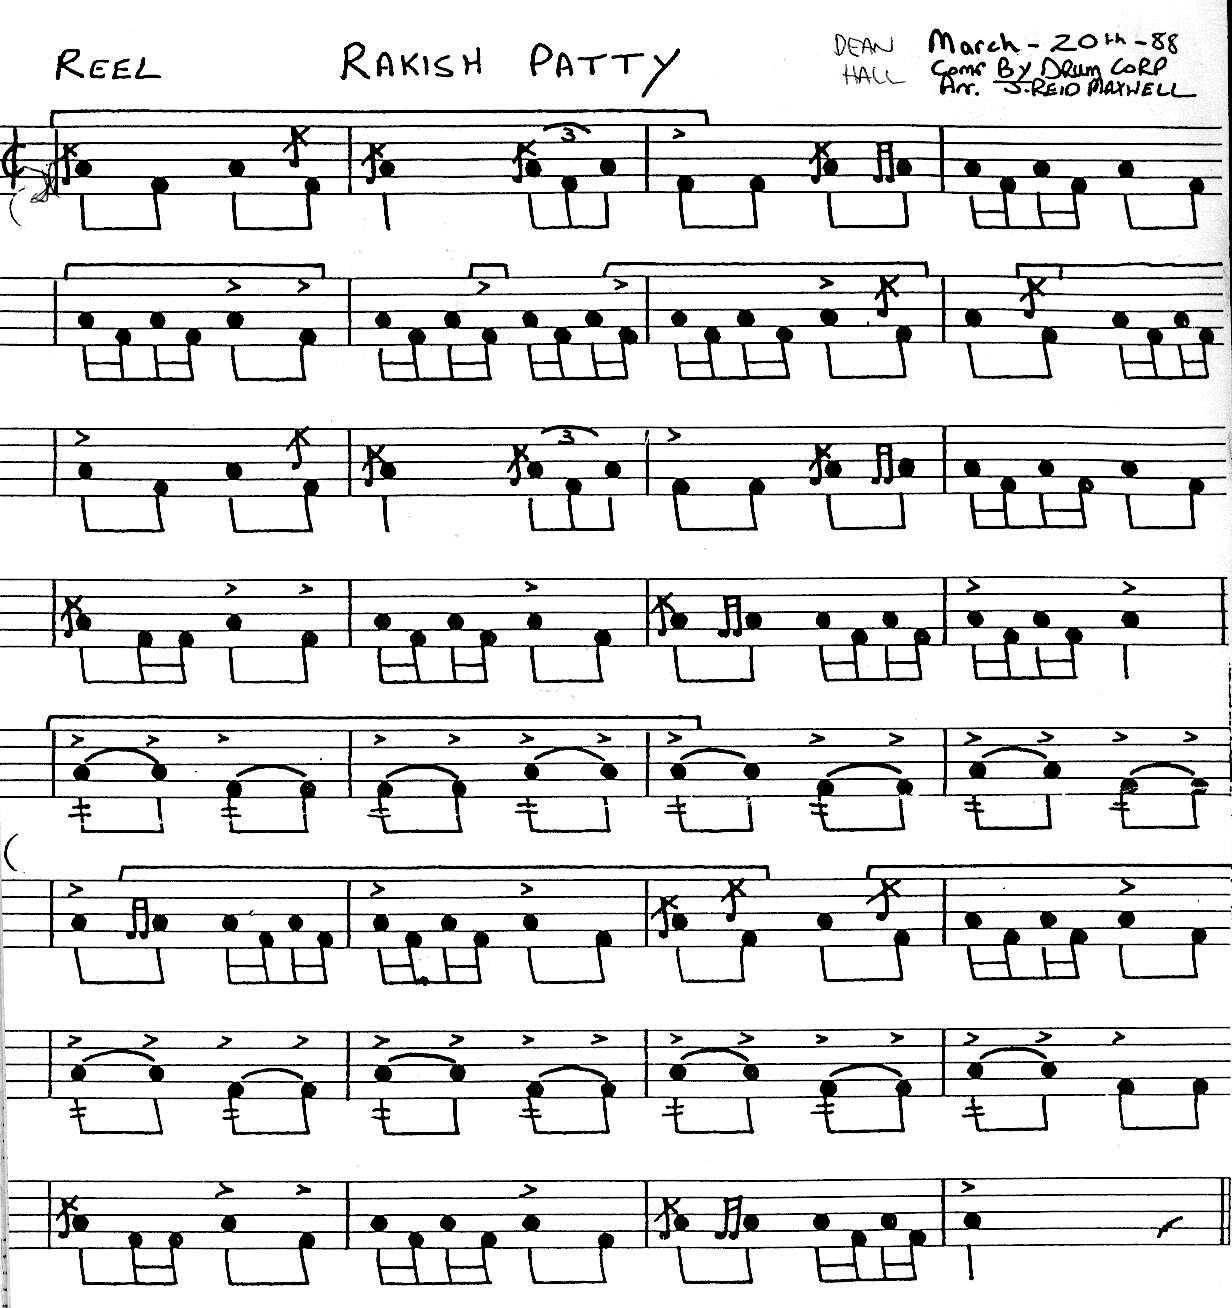 REEL RAKISH PATTY
DEAN HALL
March - 20th - 88
Comp By DRUM CORP
Arr. J. REID MAXWELL
3
3